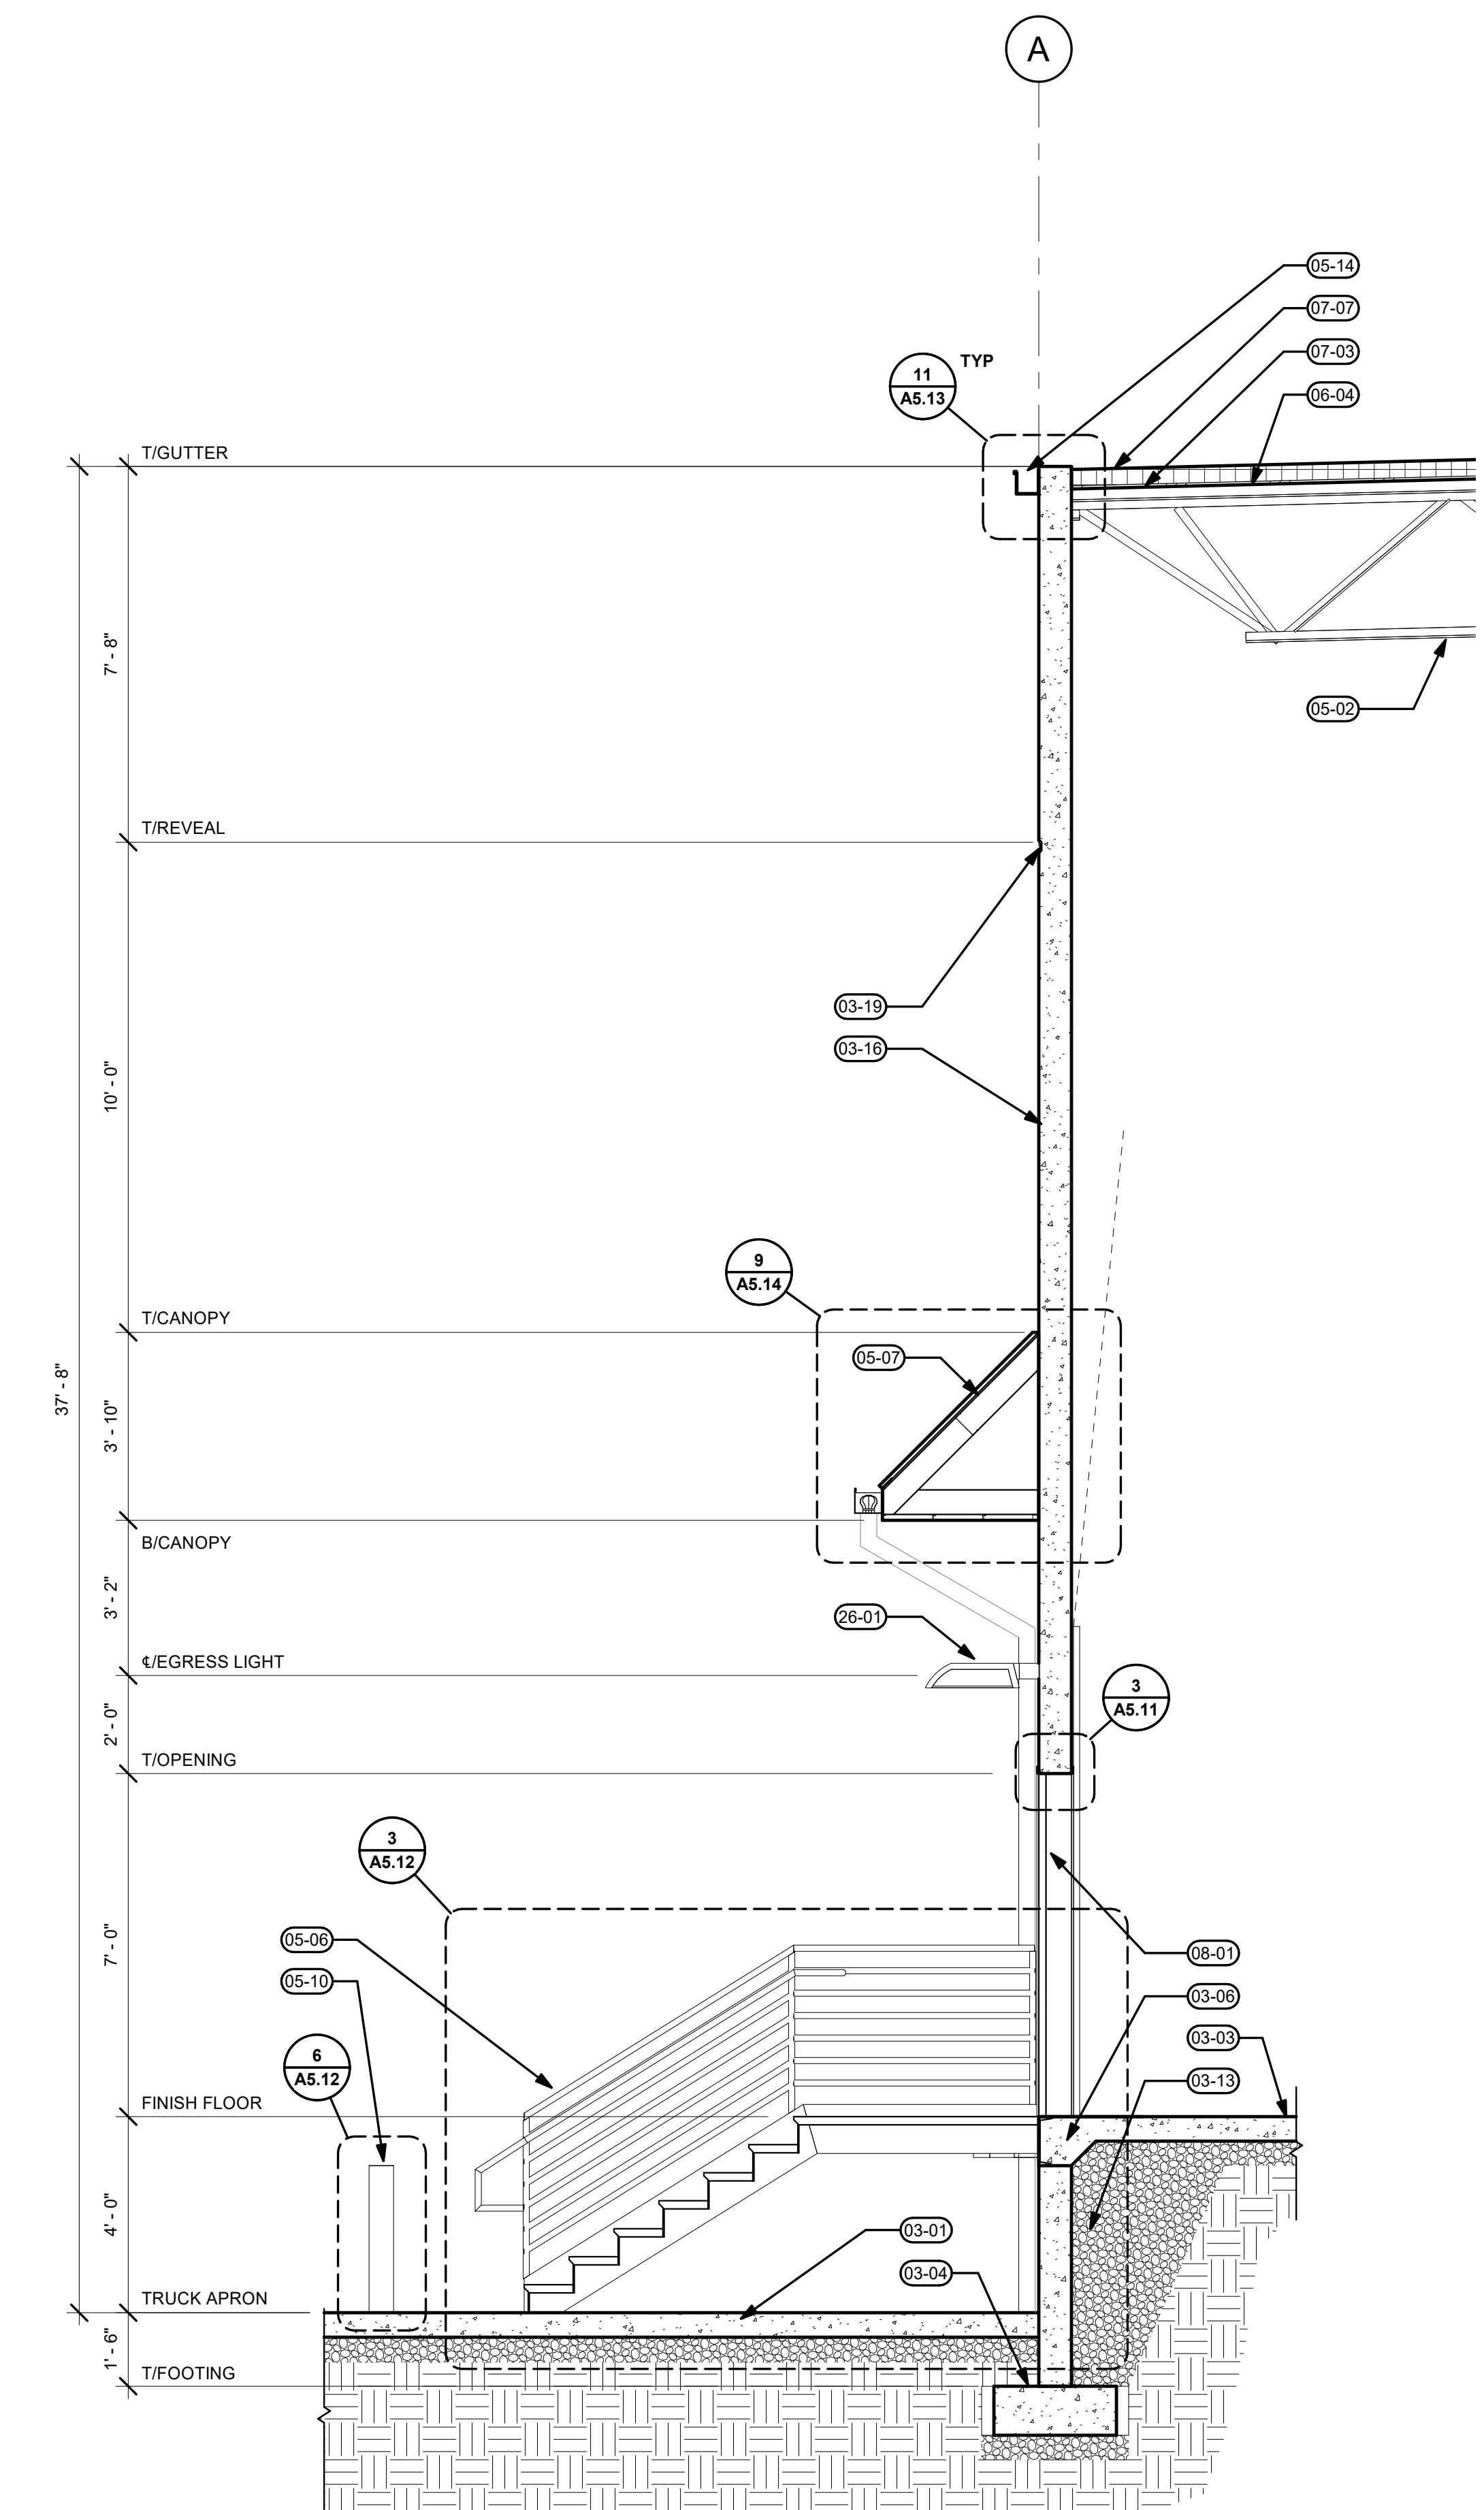 A
05-14
07-07
07-03
06-04
11
A5.13
TYP
T/GUTTER
7' - 8"
05-02
T/REVEAL
03-19
03-16
10' - 0"
9
A5.14
T/CANOPY
05-07
37' - 8"
3' - 10"
B/CANOPY
3' - 2"
26-01
℄/EGRESS LIGHT
3
A5.11
2' - 0"
T/OPENING
3
A5.12
7' - 0"
05-06
08-01
05-10
03-06
03-03
6
A5.12
03-13
FINISH FLOOR
4' - 0"
03-01
03-04
TRUCK APRON
1' - 6"
T/FOOTING